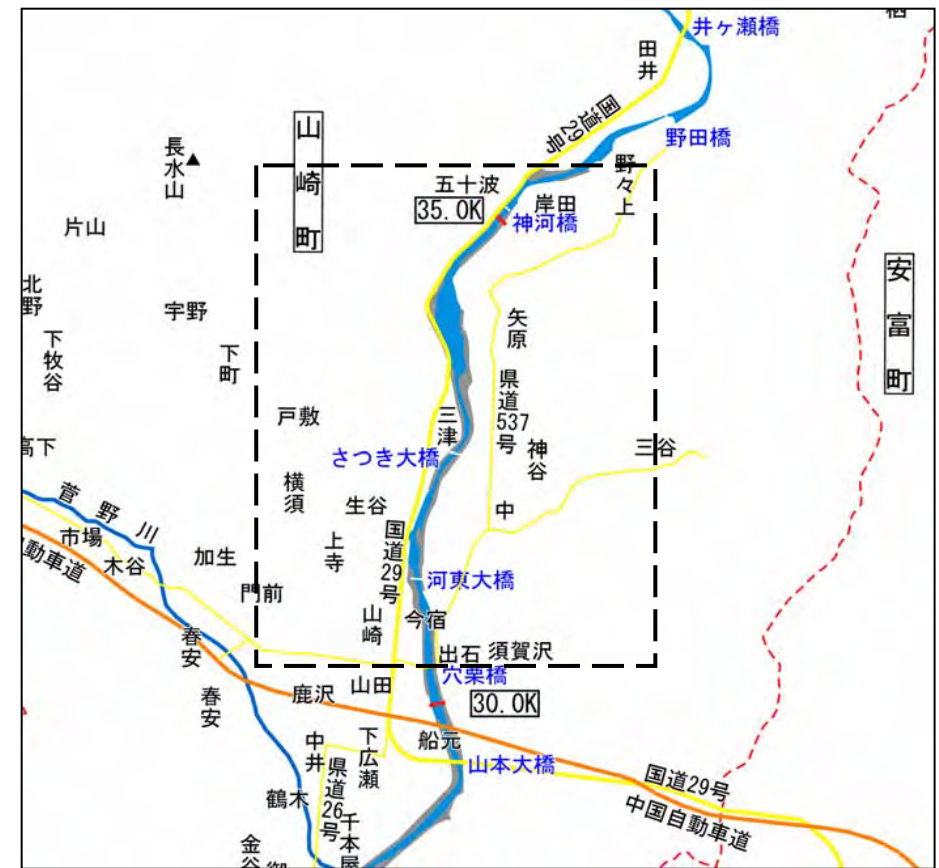 栖
井ヶ瀬橋
田井
国道29号
野田橋
山崎町
長水山
五十波
野々上
岸田
35.0K
神河橋
片山
安富町
北野
宇野
矢原
下牧谷
下町
県道537号
戸敷
三津
神谷
三谷
高下
さつき大橋
横須
生谷
中
菅野川
国道29号
市場
上寺
動車道
木谷
加生
河東大橋
門前
山崎
今宿
春安
出石
須賀沢
穴栗橋
山田
鹿沢
春安
30.0K
下広瀬
船元
中井
山本大橋
県道26号
国道29号
鶴木
中国自動車道
千本屋
金谷